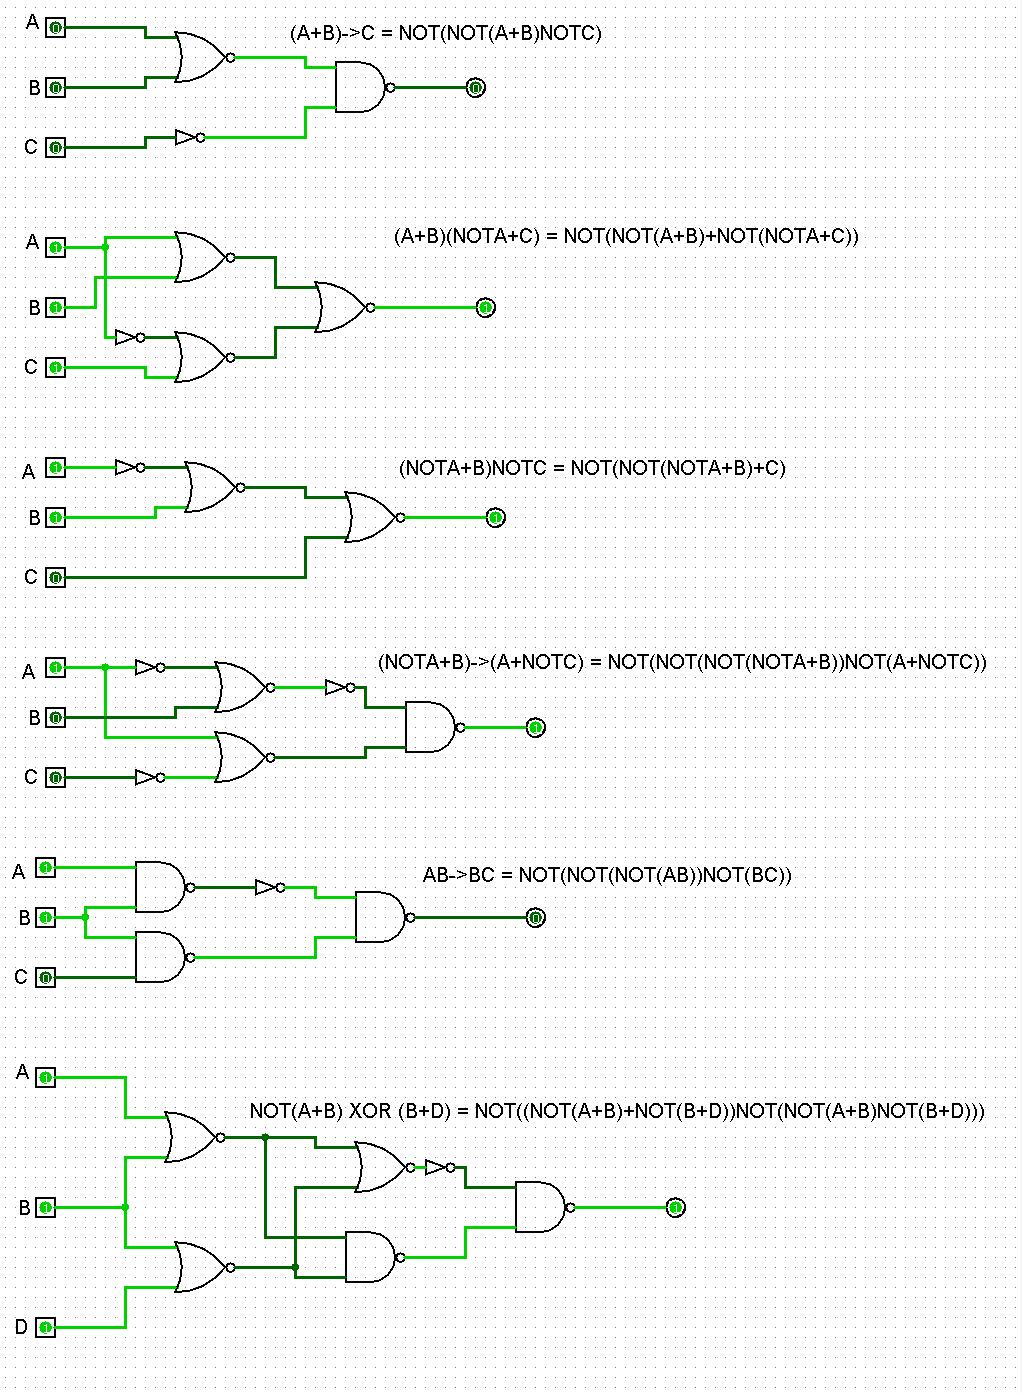 A
(A+B)->C = NOT(NOT(A+B)NOTC)
B
0
0
C
0
A
1
(A+B)(NOTA+C) = NOT(NOT(A+B)+NOT(NOTA+C))
B
1
1
C
1
A
1
(NOTA+B)NOTC = NOT(NOT(NOTA+B)+C)
B
1
1
C
0
A
1
(NOTA+B)->(A+NOTC) = NOT(NOT(NOT(NOTA+B))NOT(A+NOTC))
B
0
1
C
0
A
1
AB->BC = NOT(NOT(NOT(AB))NOT(BC))
B
1
0
C
0
A
1
NOT(A+B) XOR (B+D) = NOT((NOT(A+B)+NOT(B+D))NOT(NOT(A+B)NOT(B+D)))
B
1
1
D
1